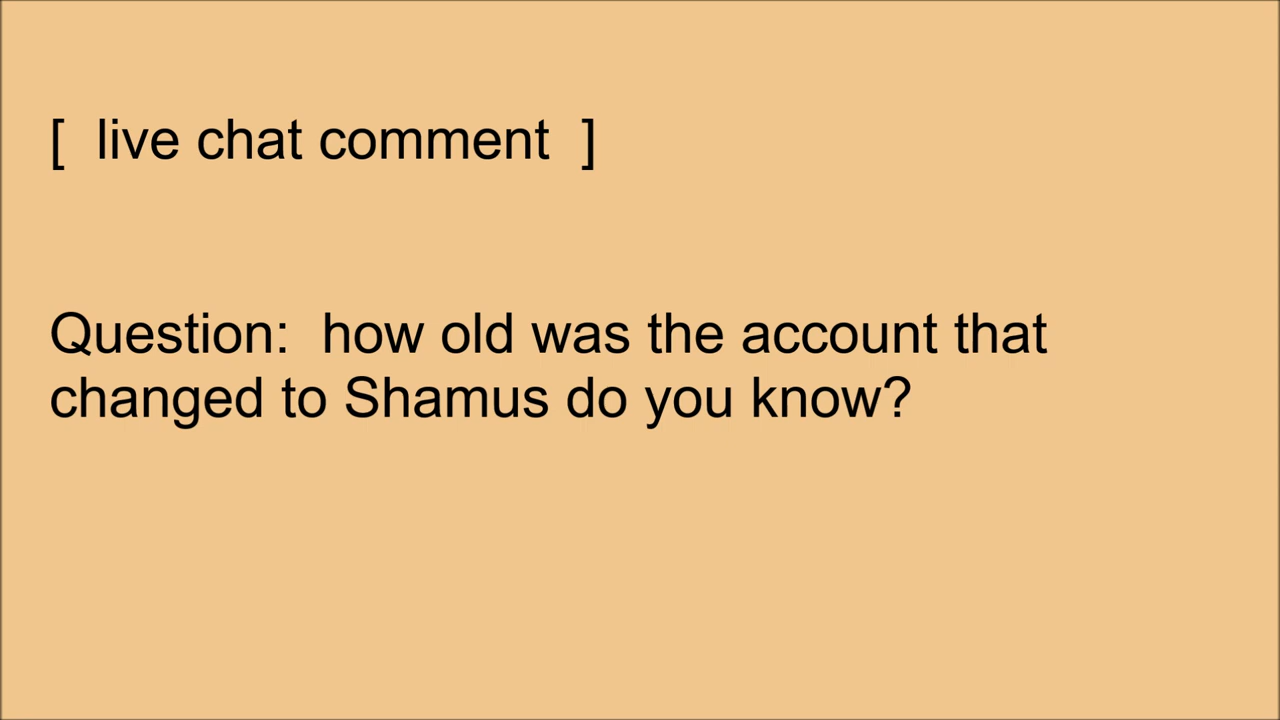 [  live chat comment  ]
Question:  how old was the account that
changed to Shamus do you know?